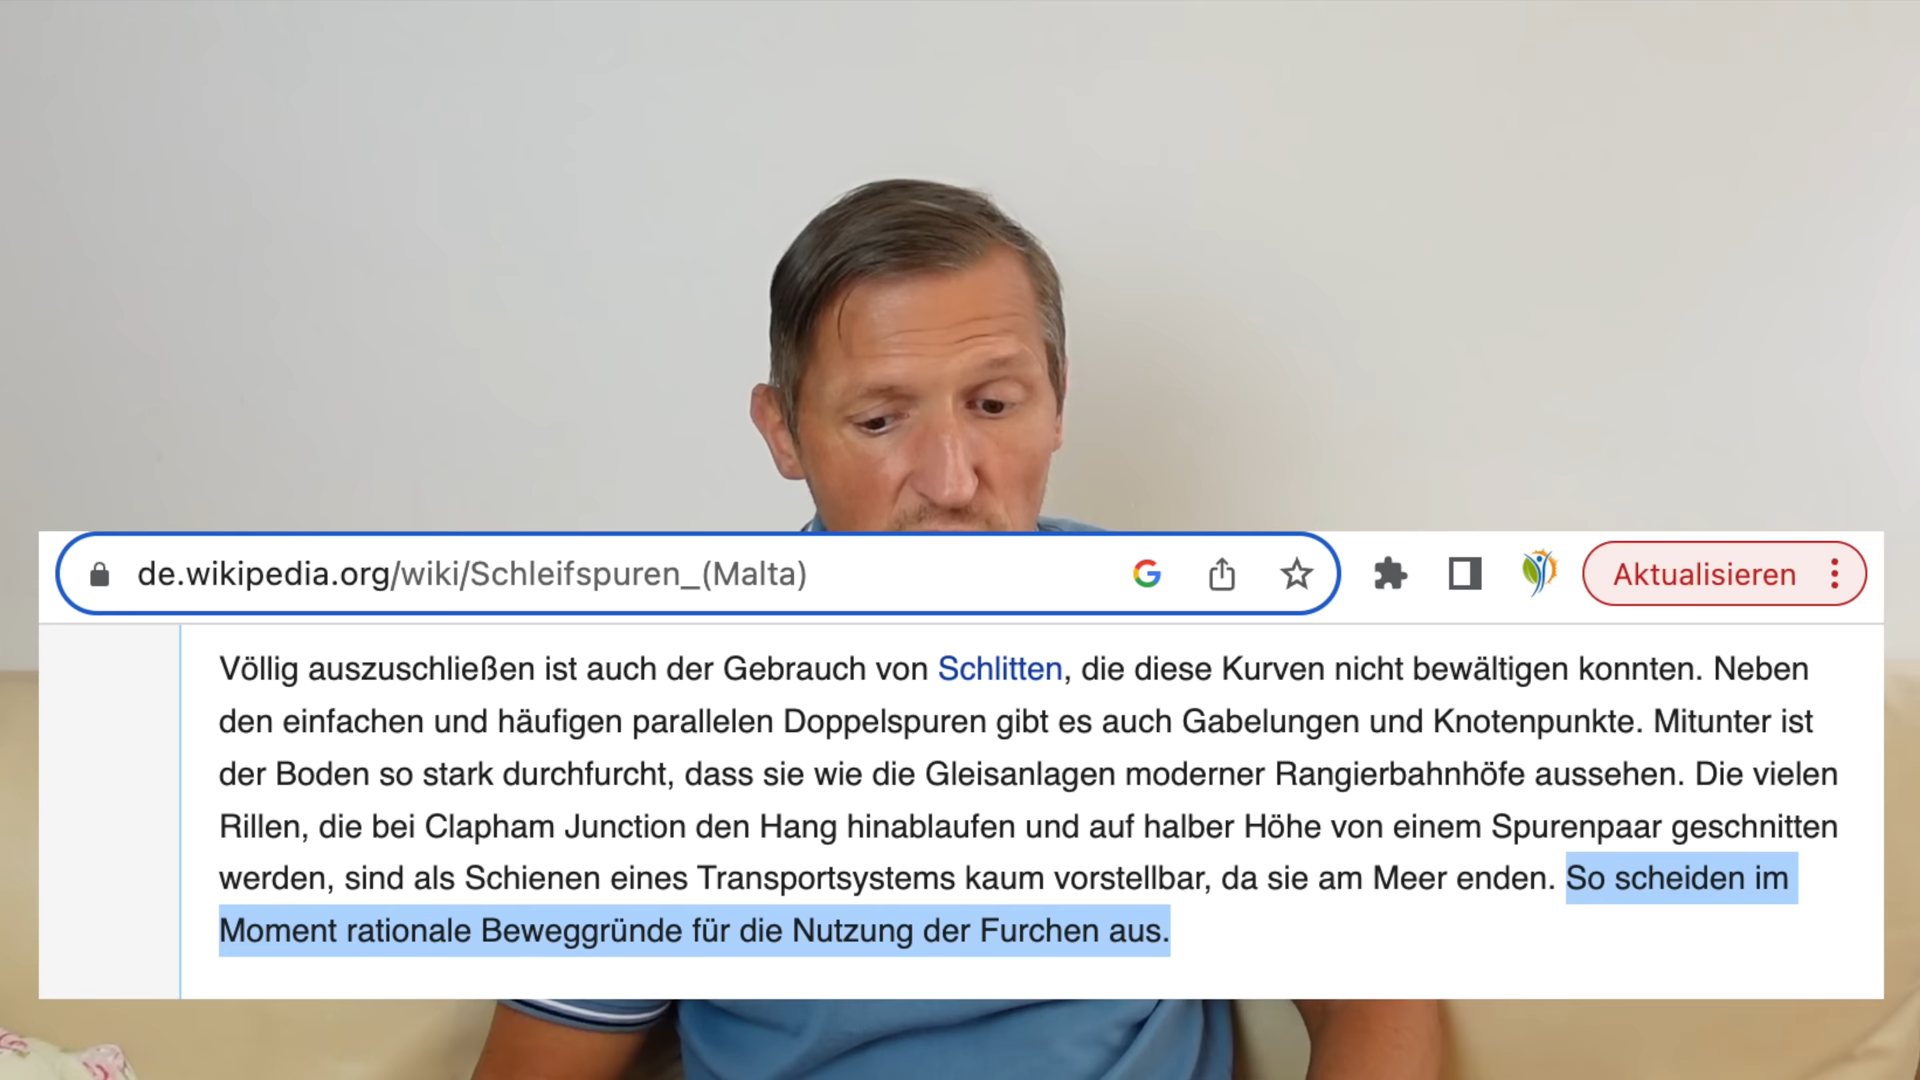 de.wikipedia.org/wiki/Schleifspuren_(Malta)
Aktualisieren
Völlig auszuschließen ist auch der Gebrauch von Schlitten, die diese Kurven nicht bewältigen konnten. Neben
den einfachen und häufigen parallelen Doppelspuren gibt es auch Gabelungen und Knotenpunkte. Mitunter ist
der Boden so stark durchfurcht, dass sie wie die Gleisanlagen moderner Rangierbahnhöfe aussehen. Die vielen
Rillen, die bei Clapham Junction den Hang hinablaufen und auf halber Höhe von einem Spurenpaar geschnitten
werden, sind als Schienen eines Transportsystems kaum vorstellbar, da sie am Meer enden. So scheiden im
Moment rationale Beweggründe für die Nutzung der Furchen aus.